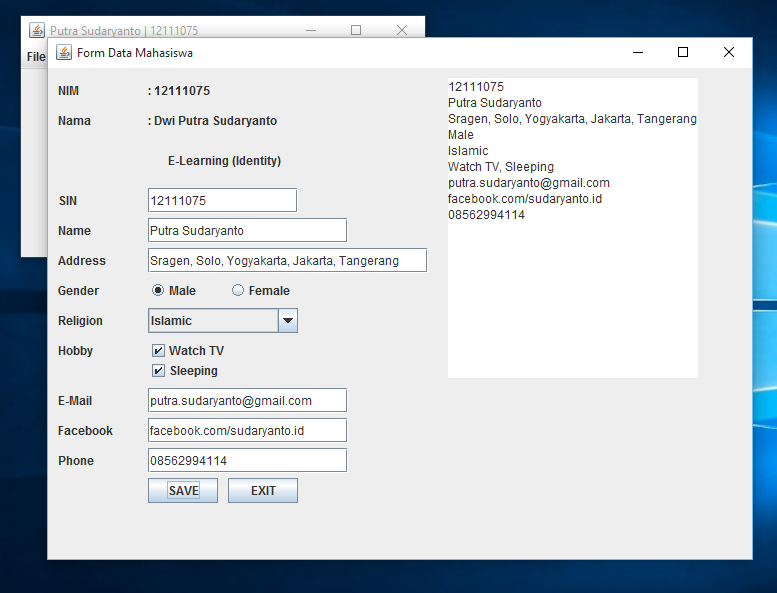 Putra Sudaryanto | 12111075
File
Form Data Mahasiswa
NIM : 12111075
Nama : Dwi Putra Sudaryanto
E-Learning (Identity)
SIN 12111075
Name Putra Sudaryanto
Address Sragen, Solo, Yogyakarta, Jakarta, Tangerang
Gender Male Female
Religion Islamic
Hobby Watch TV
Sleeping
E-Mail putra.sudaryanto@gmail.com
Facebook facebook.com/sudaryanto.id
Phone 08562994114
SAVE EXIT
12111075
Putra Sudaryanto
Sragen, Solo, Yogyakarta, Jakarta, Tangerang
Male
Islamic
Watch TV, Sleeping
putra.sudaryanto@gmail.com
facebook.com/sudaryanto.id
08562994114